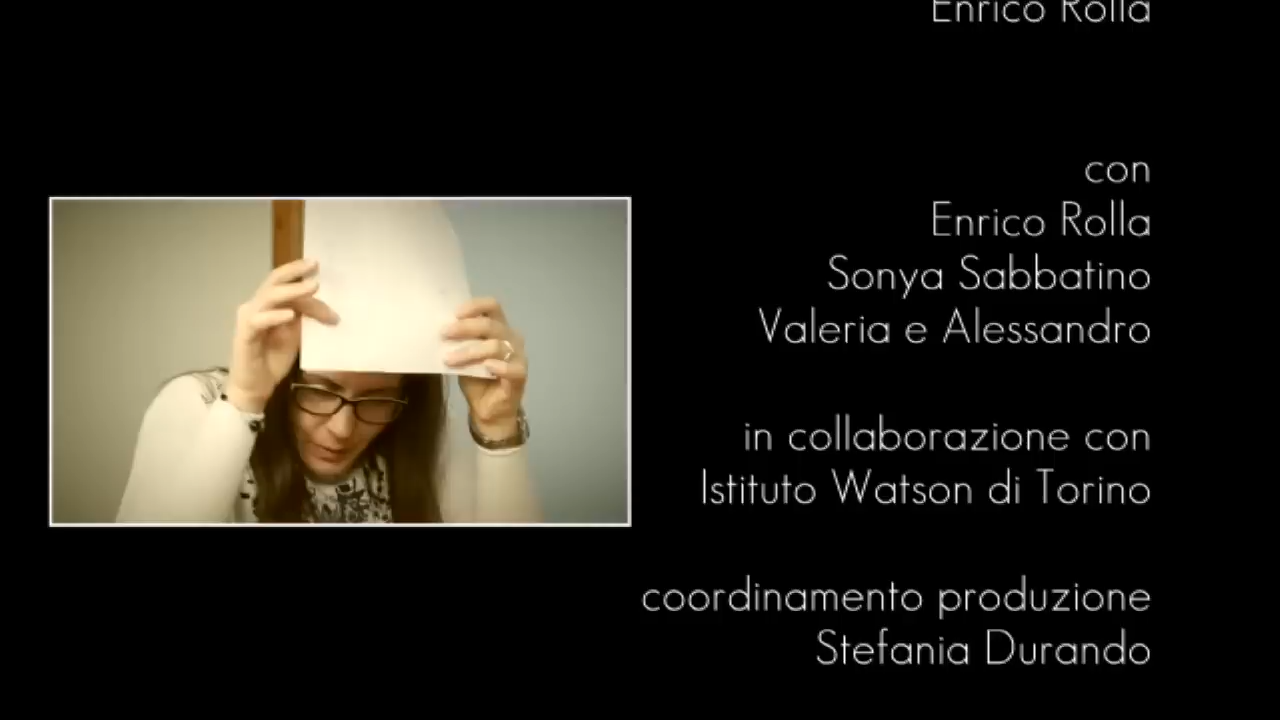 Enrico Rolla
con
Enrico Rolla
Sonya Sabbatino
Valeria e Alessandro
in collaborazione con
Istituto Watson di Torino
coordinamento produzione
Stefania Durando